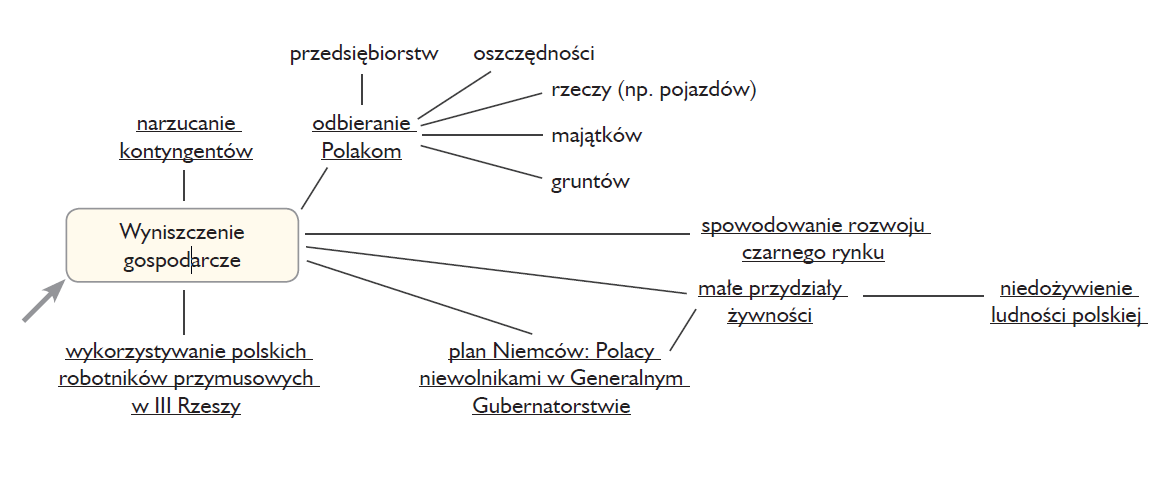 przedsiębiorstw
oszczędności
rzeczy (np. pojazdów)
narzucanie
kontyngentów
odbieranie
Polakom
majątków
gruntów
Wyniszczenie
gospodarcze
spowodowanie rozwoju
czarnego rynku
małe przydziały
żywności
niedożywienie
ludności polskiej
wykorzystywanie polskich
robotników przymusowych
w III Rzeszy
plan Niemców: Polacy
niewolnikami w Generalnym
Gubernatorstwie